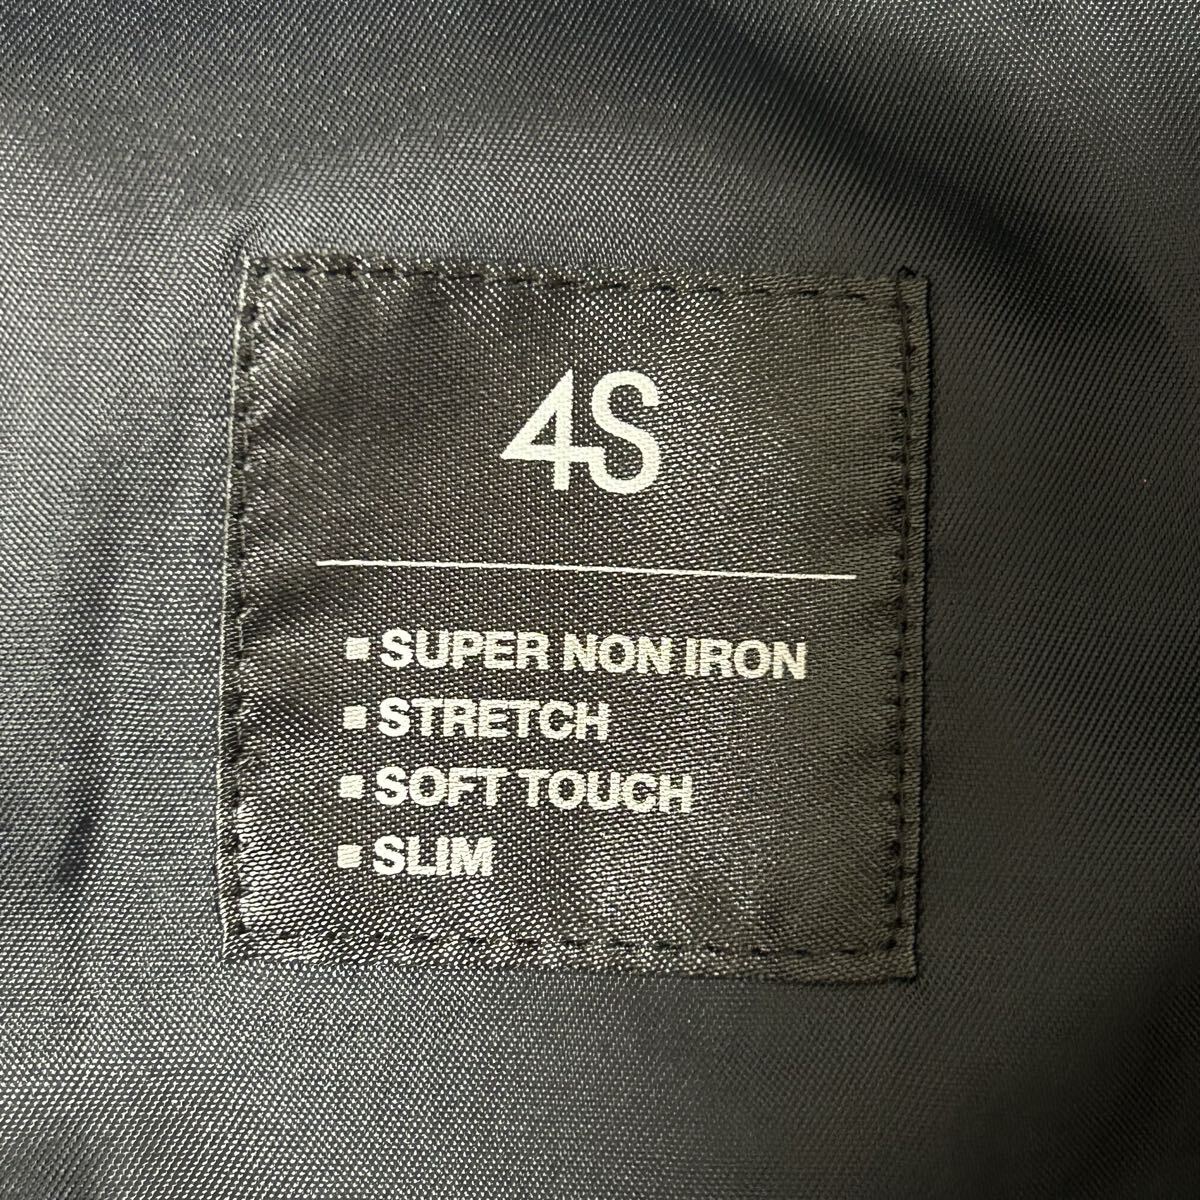 4S
▪SUPER NON IRON
▪STRETCH
▪SOFT TOUCH
▪SLIM